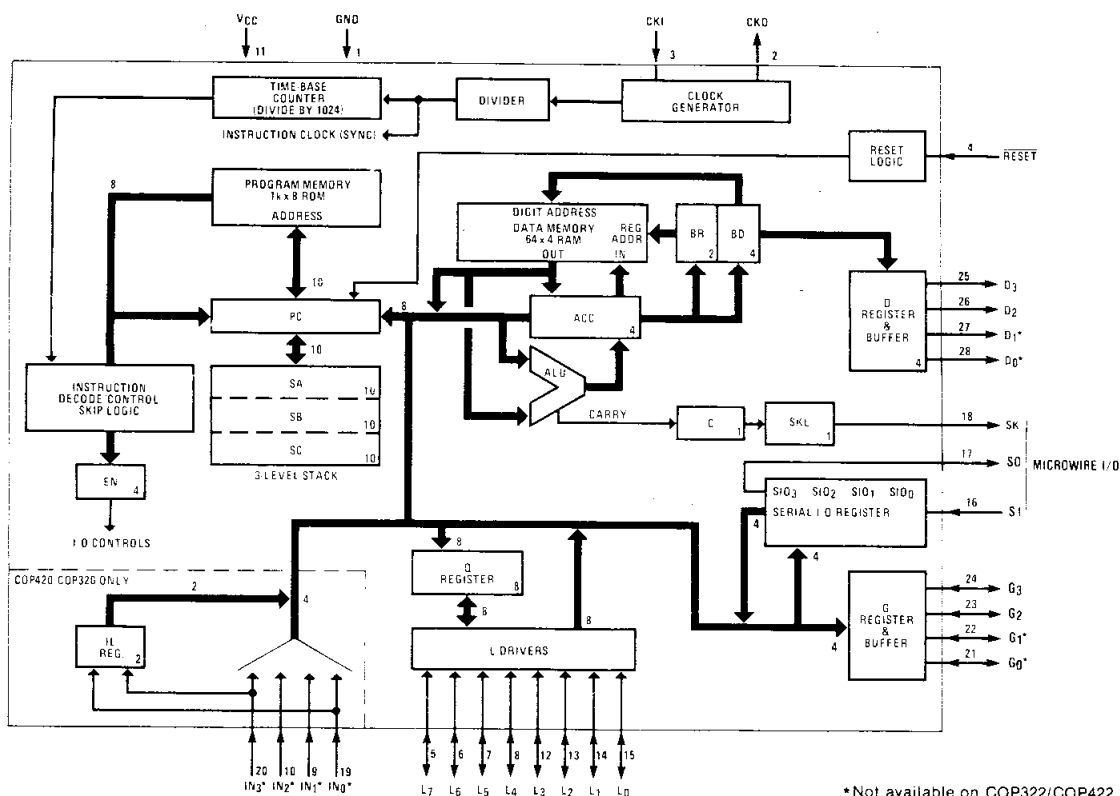 VCC GND CKI CKO
11 1 3 2
TIME-BASE
COUNTER
(DIVIDE BY 1024)
DIVIDER
CLOCK
GENERATOR
INSTRUCTION CLOCK (SYNC)
RESET
LOGIC
4 RESET
8
PROGRAM MEMORY
1k x 8 ROM
ADDRESS
DIGIT ADDRESS
DATA MEMORY
64 x 4 RAM
REG
ADDR
OUT IN
BR
2
BD
4
10
8
PC
ACC
4
10
D
REGISTER
&
BUFFER
4
25 D3
26 D2
27 D1*
28 D0*
INSTRUCTION
DECODE CONTROL
SKIP LOGIC
SA 10
SB 10
SC 10
3-LEVEL STACK
ALU
CARRY
C
1
SKL
1
18 SK
17 SO
MICROWIRE I/O
16 SI
EN
4
I/O CONTROLS
SIO3 SIO2 SIO1 SIO0
SERIAL I/O REGISTER
4
4
COP420 COP320 ONLY
2
4
IL
REG.
2
8
Q
REGISTER
8
8
8
L DRIVERS
G
REGISTER
&
BUFFER
4
24 G3
23 G2
22 G1*
21 G0*
20 10 9 19
IN3* IN2* IN1* IN0*
5 6 7 8 12 13 14 15
L7 L6 L5 L4 L3 L2 L1 L0
*Not available on COP322/COP422